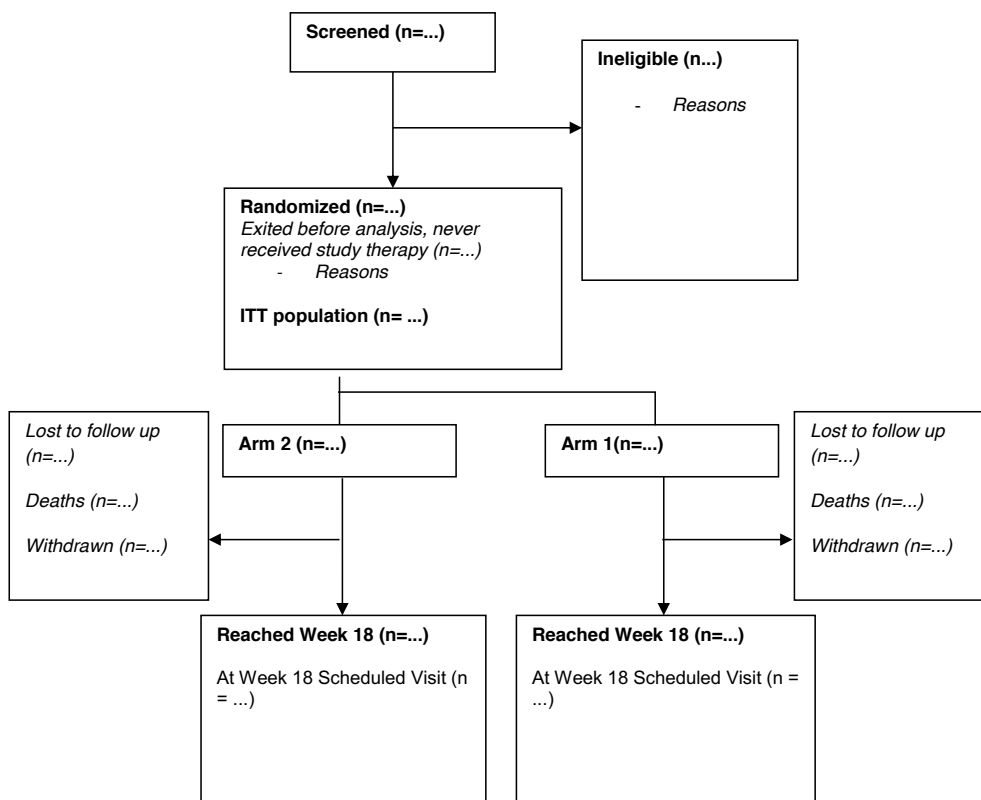 Screened (n=...)
Ineligible (n...)
- Reasons
Randomized (n=...)
Exited before analysis, never
received study therapy (n=...)
- Reasons
ITT population (n= ...)
Lost to follow up
(n=...)
Deaths (n=...)
Withdrawn (n=...)
Arm 2 (n=...)
Arm 1(n=...)
Lost to follow up
(n=...)
Deaths (n=...)
Withdrawn (n=...)
Reached Week 18 (n=...)
At Week 18 Scheduled Visit (n
= ...)
Reached Week 18 (n=...)
At Week 18 Scheduled Visit (n =
...)